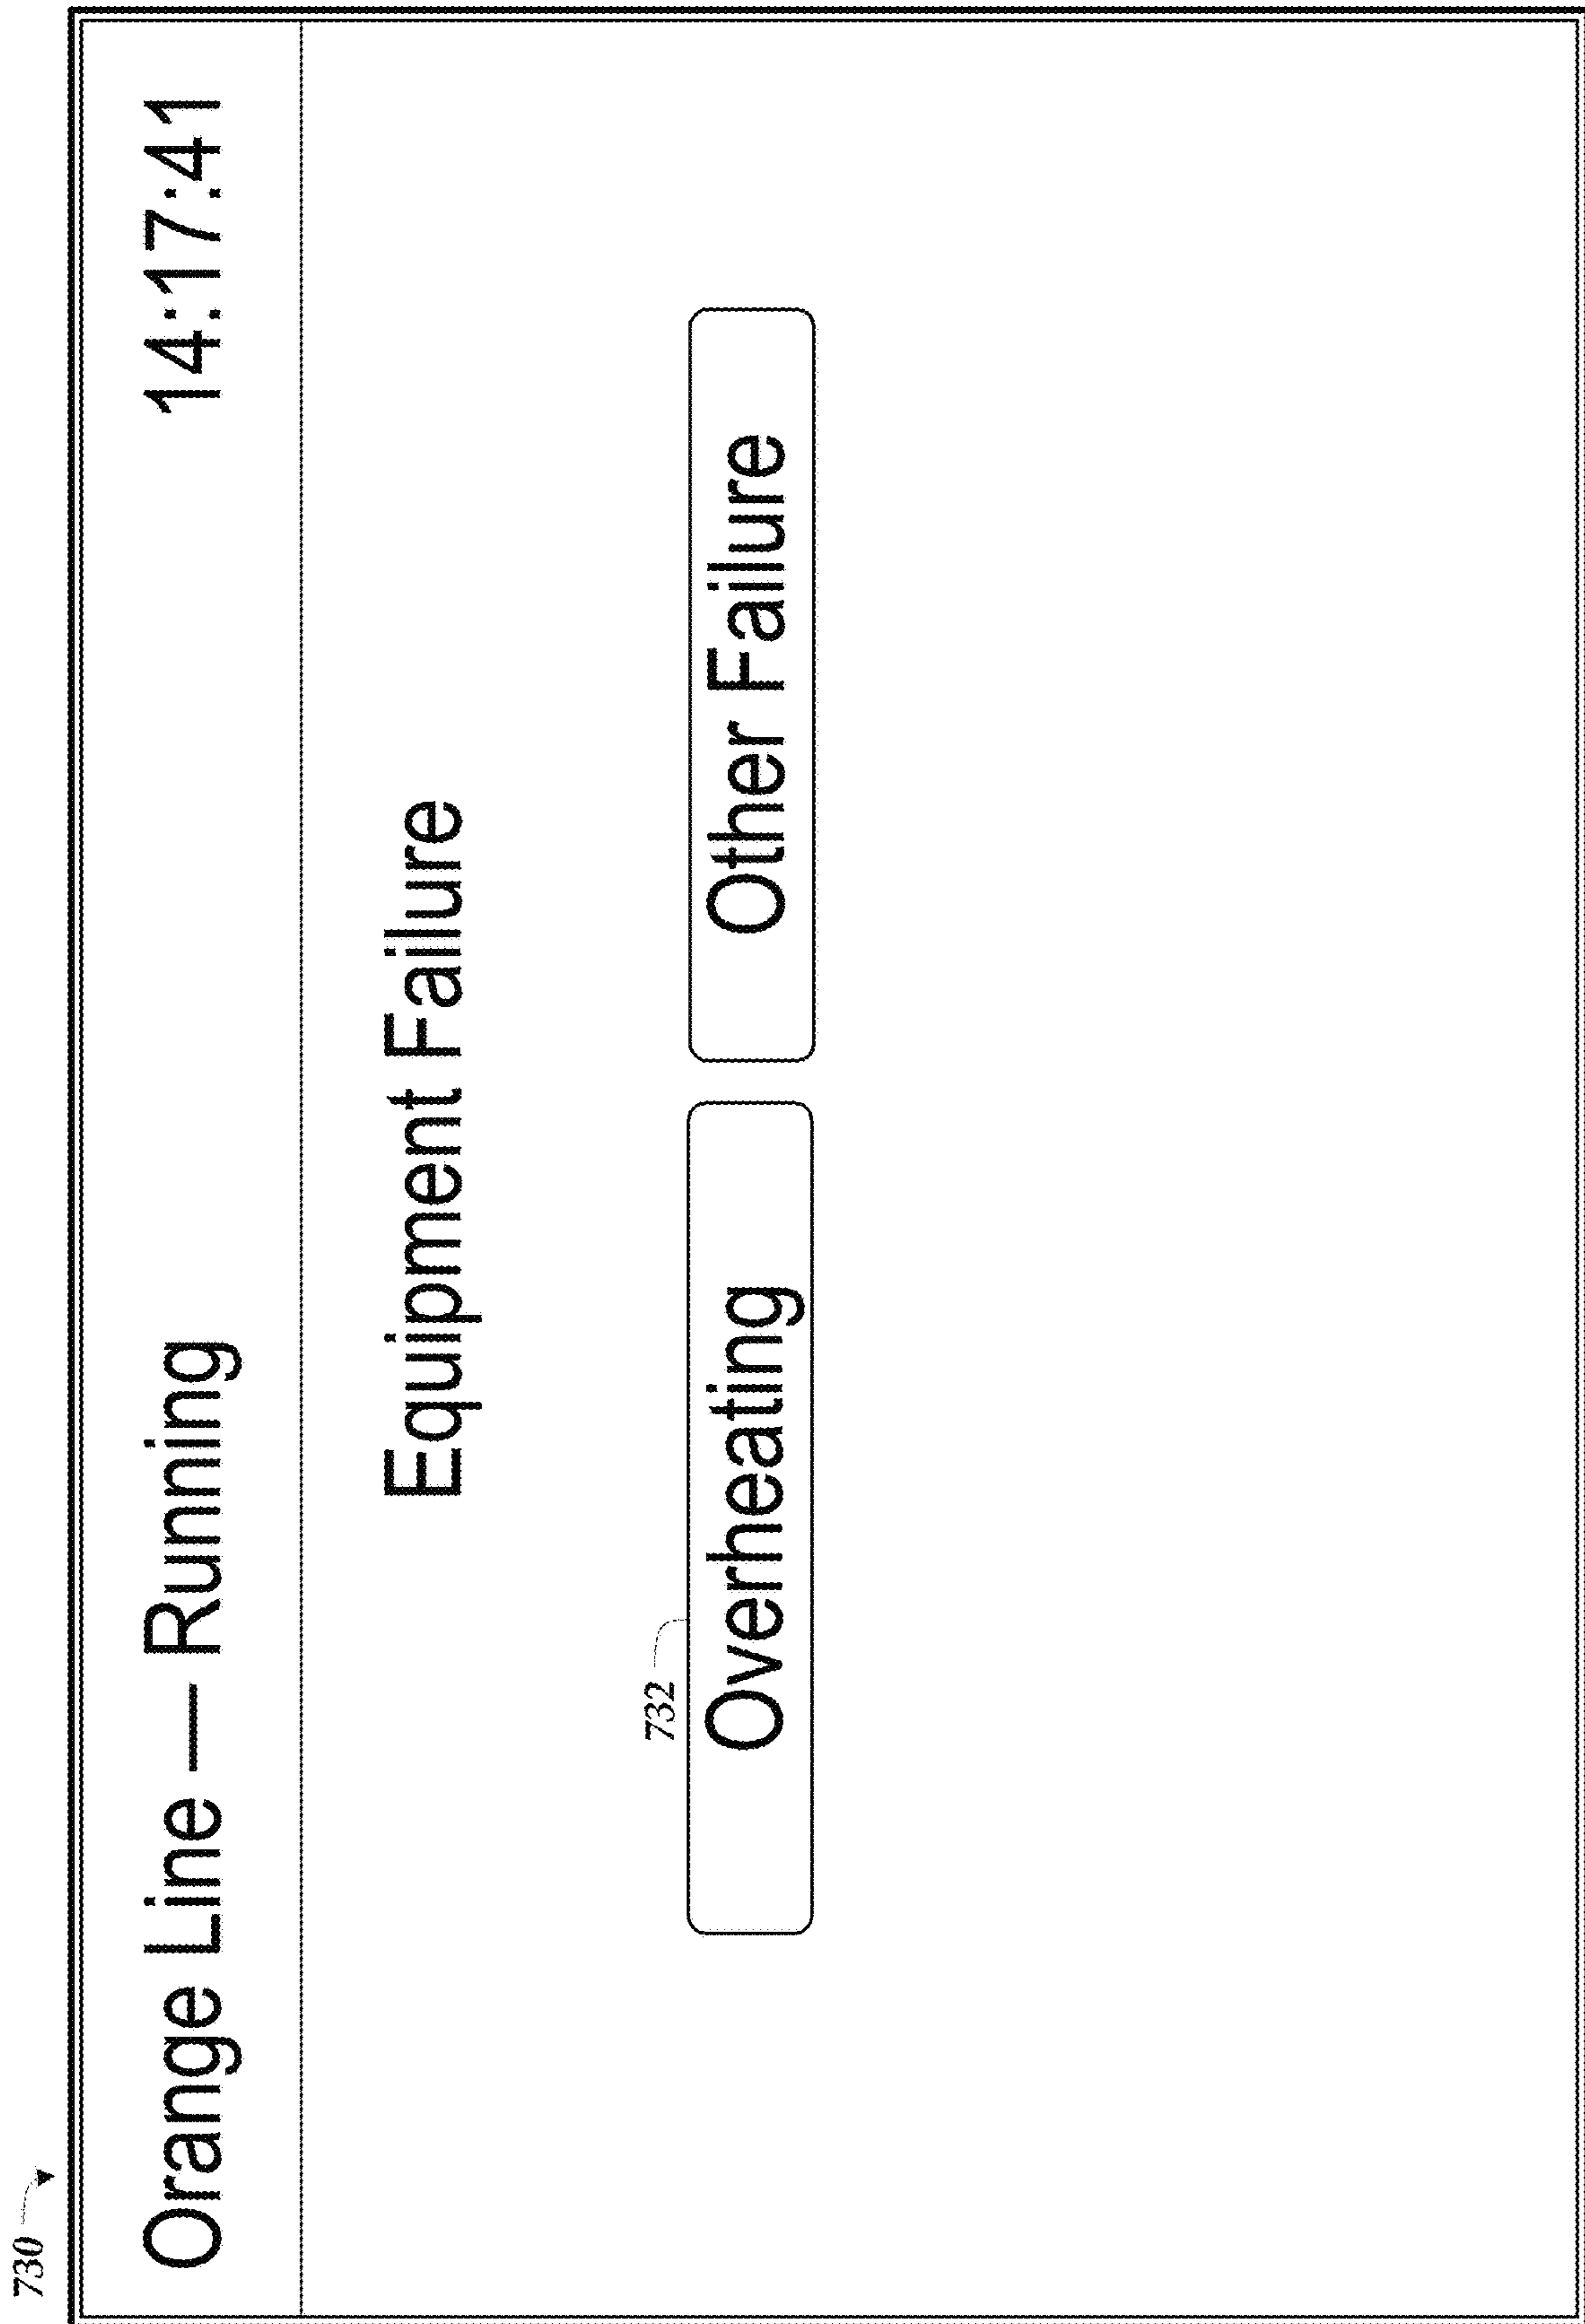 730
Orange Line — Running 14:17:41
Equipment Failure
732
Overheating Other Failure